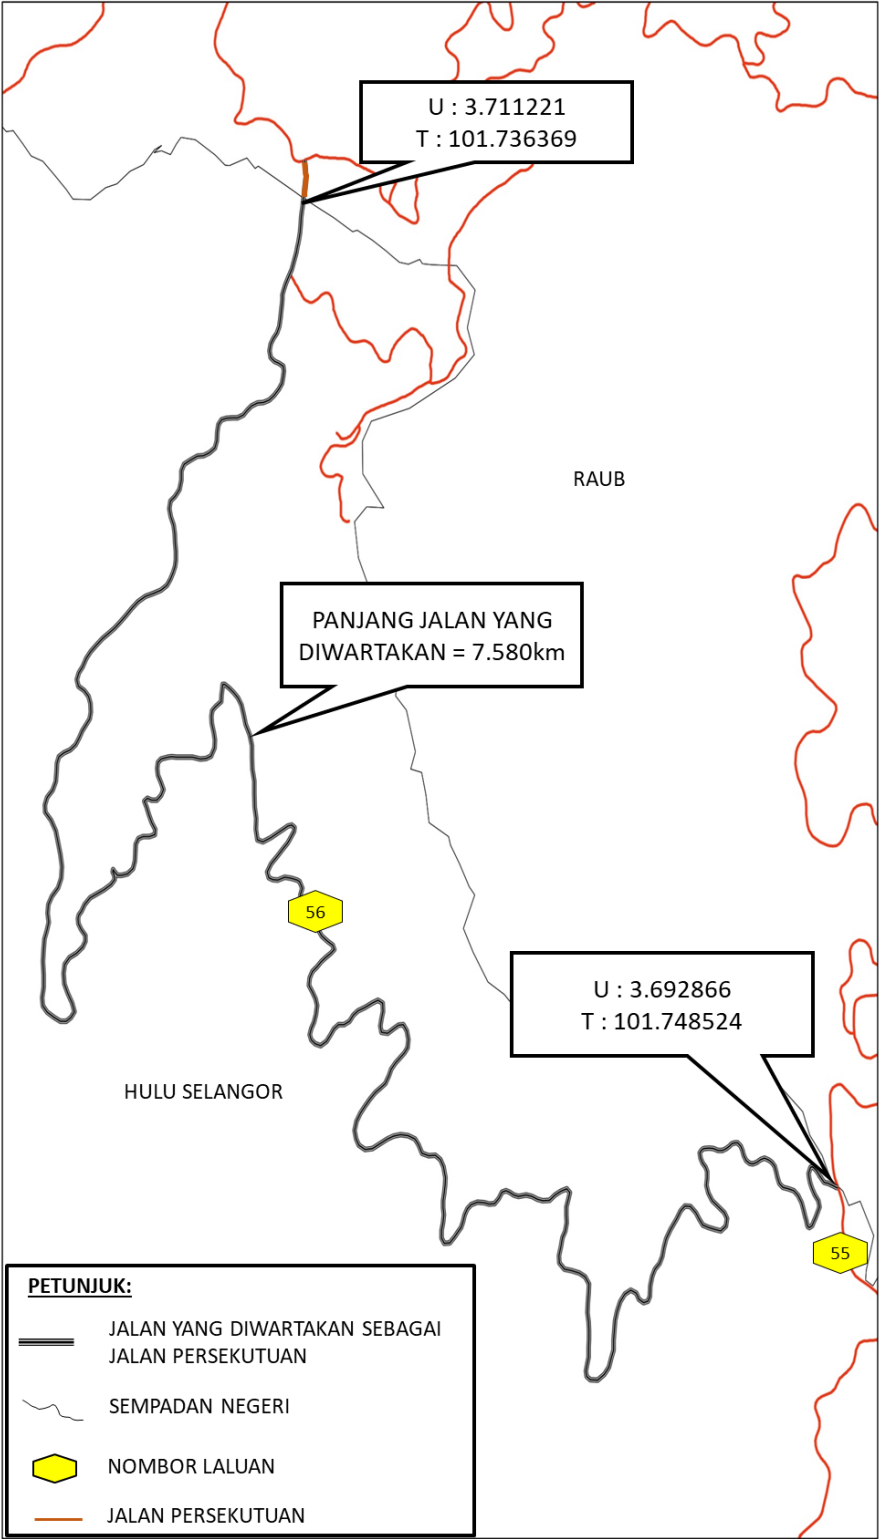 U : 3.711221
T : 101.736369
RAUB
PANJANG JALAN YANG
DIWARTAKAN = 7.580km
56
U : 3.692866
T : 101.748524
HULU SELANGOR
55
PETUNJUK:
JALAN YANG DIWARTAKAN SEBAGAI
JALAN PERSEKUTUAN
SEMPADAN NEGERI
NOMBOR LALUAN
JALAN PERSEKUTUAN